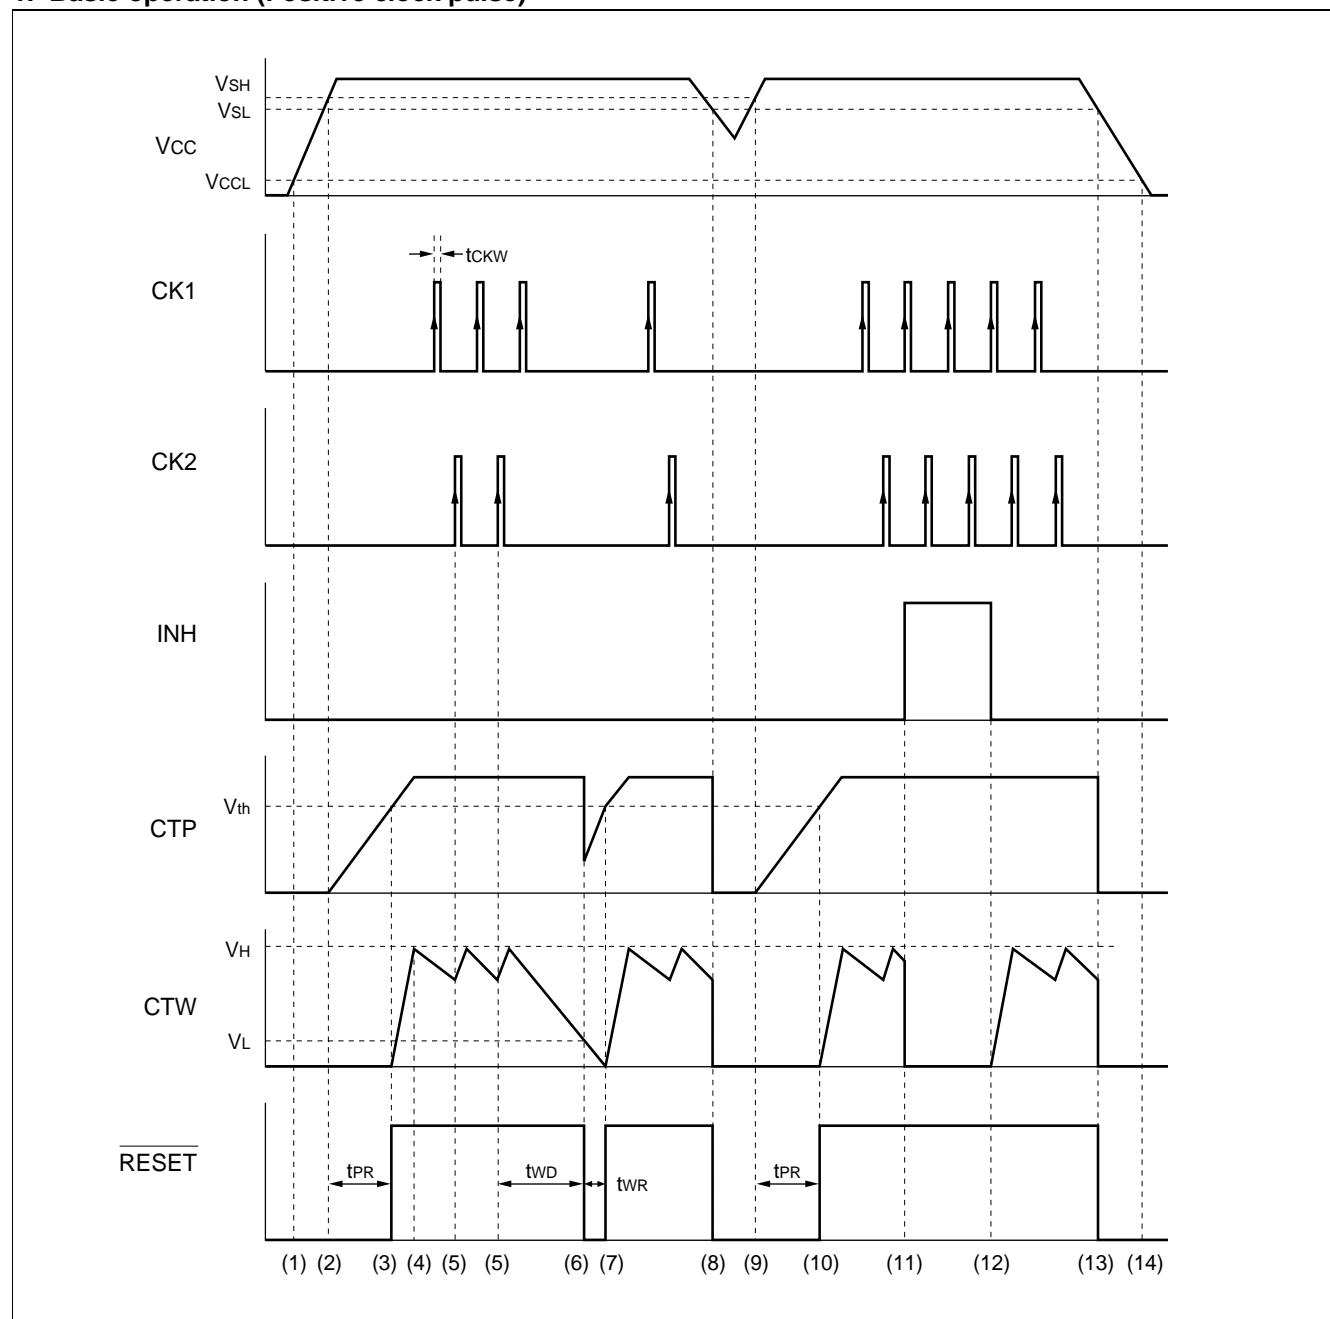 1. Basic operation (Positive clock pulse)
VSH
VSL
VCC
VCCL
tCKW
CK1
CK2
INH
Vth
CTP
VH
CTW
VL
RESET
tPR
tWD
tWR
tPR
(1) (2) (3) (4) (5) (5) (6) (7) (8) (9) (10) (11) (12) (13) (14)